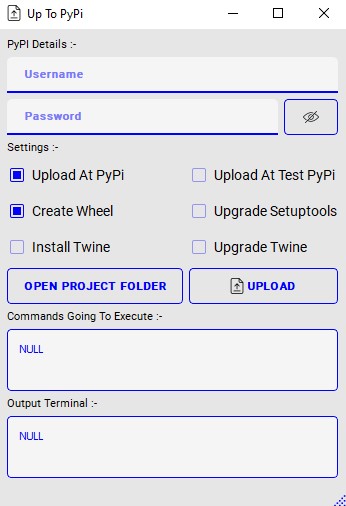 Up To PyPi
PyPI Details :-
Username
Password
Settings :-
Upload At PyPi
Upload At Test PyPi
Create Wheel
Upgrade Setuptools
Install Twine
Upgrade Twine
OPEN PROJECT FOLDER
UPLOAD
Commands Going To Execute :-
NULL
Output Terminal :-
NULL